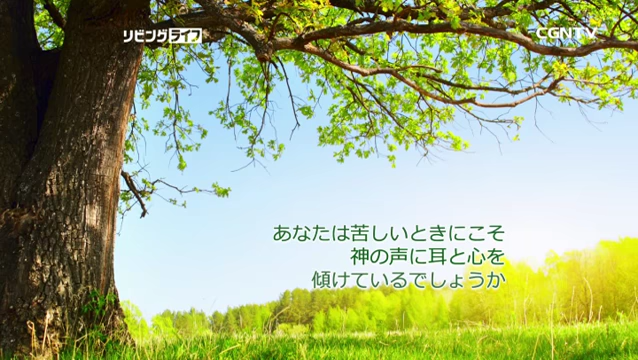 リビングライフ
CGNTV
あなたは苦しいときにこそ
神の声に耳と心を
傾けているでしょうか